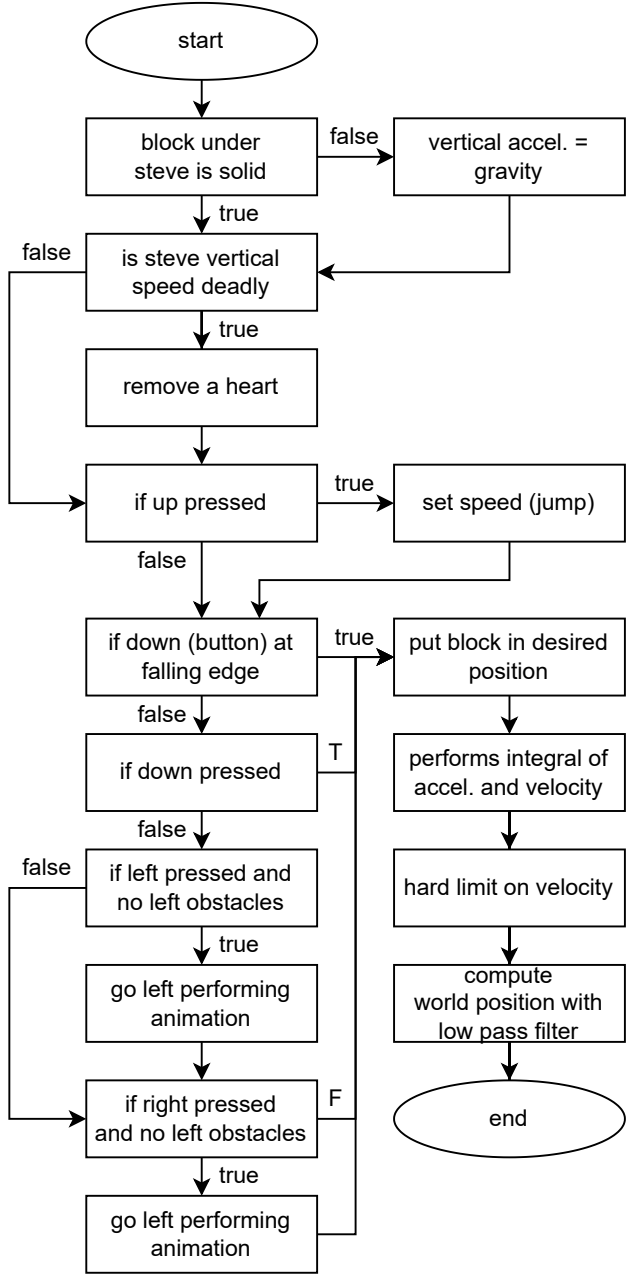 start
block under
steve is solid
false
vertical accel. =
gravity
true
false
is steve vertical
speed deadly
true
remove a heart
if up pressed
true
set speed (jump)
false
if down (button) at
falling edge
true
put block in desired
position
false
if down pressed
T
performs integral of
accel. and velocity
false
false
if left pressed and
no left obstacles
hard limit on velocity
true
go left performing
animation
compute
world position with
low pass filter
if right pressed
and no left obstacles
F
end
true
go left performing
animation